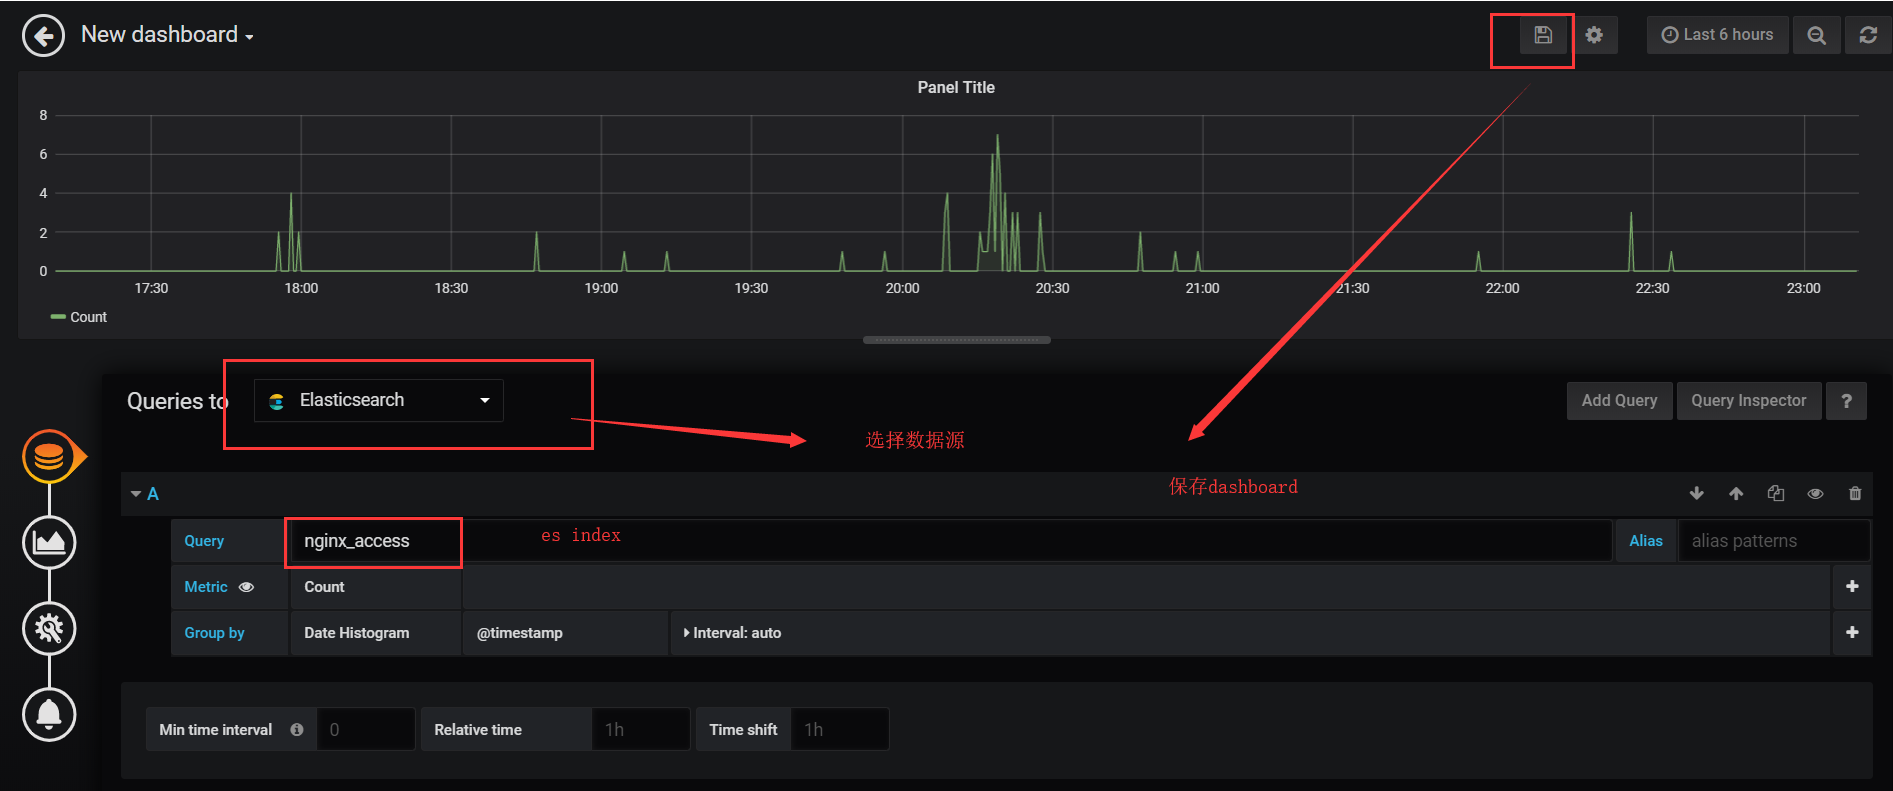 New dashboard
Last 6 hours
Panel Title
8
6
4
2
0
17:30 18:00 18:30 19:00 19:30 20:00 20:30 21:00 21:30 22:00 22:30 23:00
Count
Queries to Elasticsearch
Add Query Query Inspector ?
选择数据源
保存dashboard
A
Query nginx_access es index Alias alias patterns
Metric Count +
Group by Date Histogram @timestamp Interval: auto +
Min time interval 0 Relative time 1h Time shift 1h